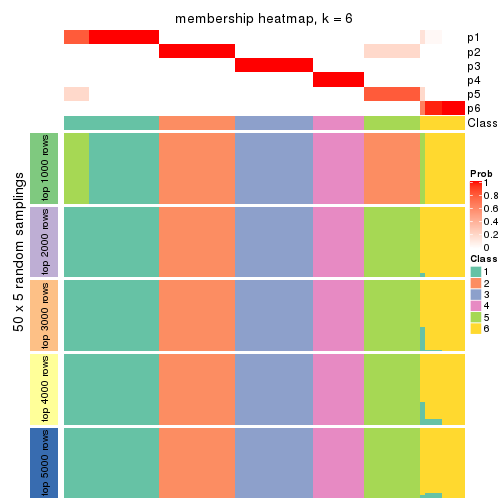 membership heatmap, k = 6
p1
p2
p3
p4
p5
p6
Class
50 x 5 random samplings
top 1000 rows
top 2000 rows
top 3000 rows
top 4000 rows
top 5000 rows
Prob
1
0.8
0.6
0.4
0.2
0
Class
1
2
3
4
5
6